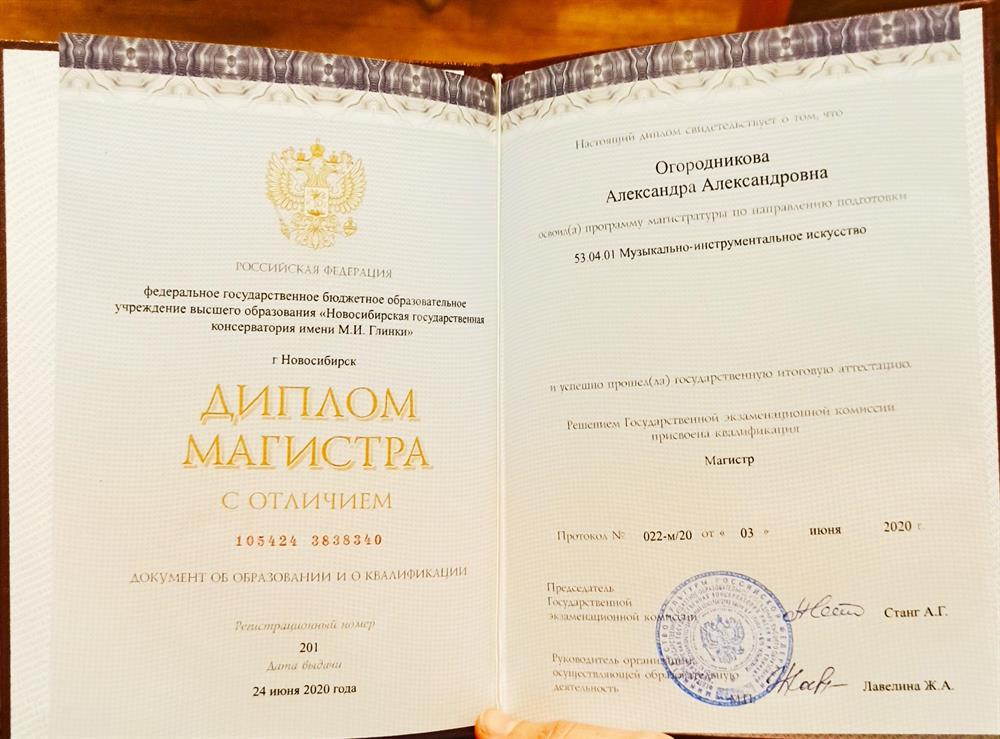 РОССИЙСКАЯ ФЕДЕРАЦИЯ
федеральное государственное бюджетное образовательное
учреждение высшего образования «Новосибирская государственная
консерватория имени М.И. Глинки»
г Новосибирск
ДИПЛОМ
МАГИСТРА
С ОТЛИЧИЕМ
105424 3838340
ДОКУМЕНТ ОБ ОБРАЗОВАНИИ И О КВАЛИФИКАЦИИ
Регистрационный номер
201
Дата выдачи
24 июня 2020 года
Настоящий диплом свидетельствует о том, что
Огородникова
Александра Александровна
освоил(а) программу магистратуры по направлению подготовки
53.04.01 Музыкально-инструментальное искусство
и успешно прошел(ла) государственную итоговую аттестацию.
Решением Государственной экзаменационной комиссии
присвоена квалификация
Магистр
Протокол № 022-м/20 от « 03 » июня 2020 г.
Председатель
Государственной
экзаменационной комиссии Станг А.Г.
Руководитель организации,
осуществляющей образовательную
деятельность Лавелина Ж.А.
М.П.